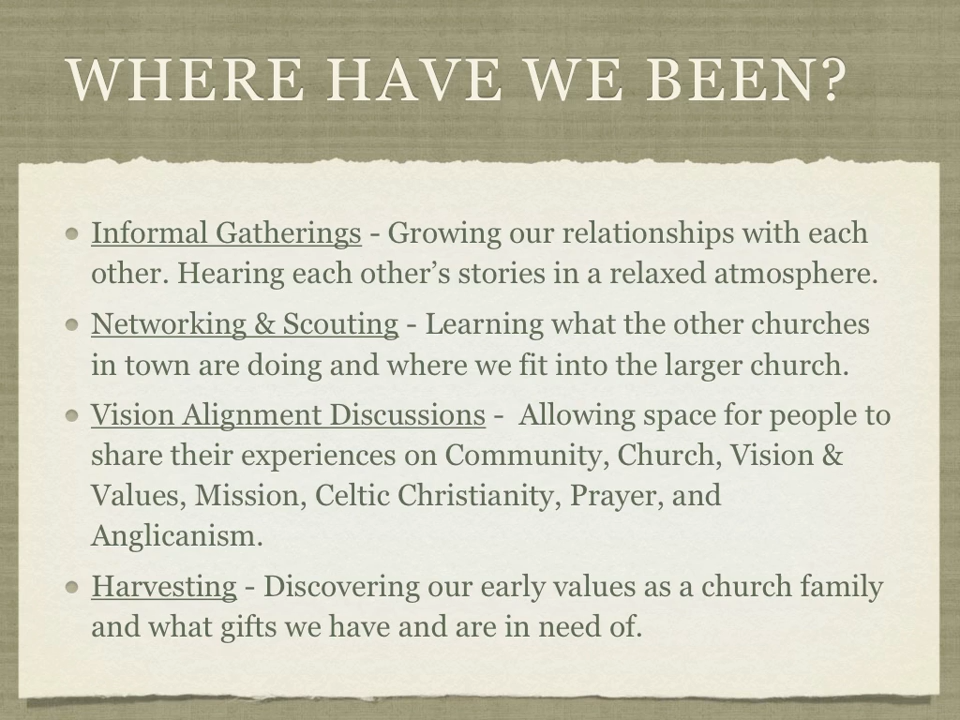 WHERE HAVE WE BEEN?
Informal Gatherings - Growing our relationships with each
other. Hearing each other’s stories in a relaxed atmosphere.
Networking & Scouting - Learning what the other churches
in town are doing and where we fit into the larger church.
Vision Alignment Discussions -  Allowing space for people to
share their experiences on Community, Church, Vision &
Values, Mission, Celtic Christianity, Prayer, and
Anglicanism.
Harvesting - Discovering our early values as a church family
and what gifts we have and are in need of.